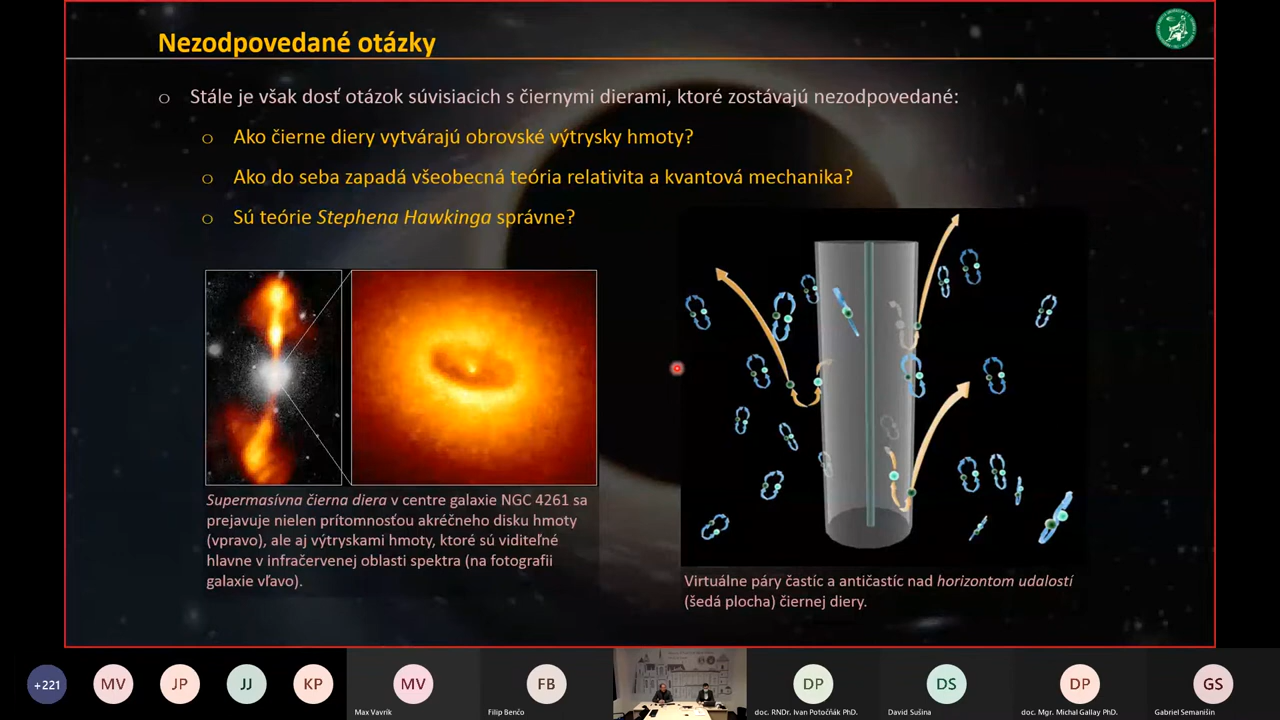 Nezodpovedané otázky
Stále je však dosť otázok súvisiacich s čiernymi dierami, ktoré zostávajú nezodpovedané:
Ako čierne diery vytvárajú obrovské výtrysky hmoty?
Ako do seba zapadá všeobecná teória relativita a kvantová mechanika?
Sú teórie Stephena Hawkinga správne?
Supermasívna čierna diera v centre galaxie NGC 4261 sa
prejavuje nielen prítomnosťou akréčneho disku hmoty
(vpravo), ale aj výtryskami hmoty, ktoré sú viditeľné
hlavne v infračervenej oblasti spektra (na fotografii
galaxie vľavo).
Virtuálne páry častíc a antičastíc nad horizontom udalostí
(šedá plocha) čiernej diery.
+221
MV
JP
JJ
KP
MV
FB
DP
DS
DP
GS
Max Vavrik
Filip Benčo
doc. RNDr. Ivan Potočňák PhD.
David Sušina
doc. Mgr. Michal Gallay PhD.
Gabriel Semanišin